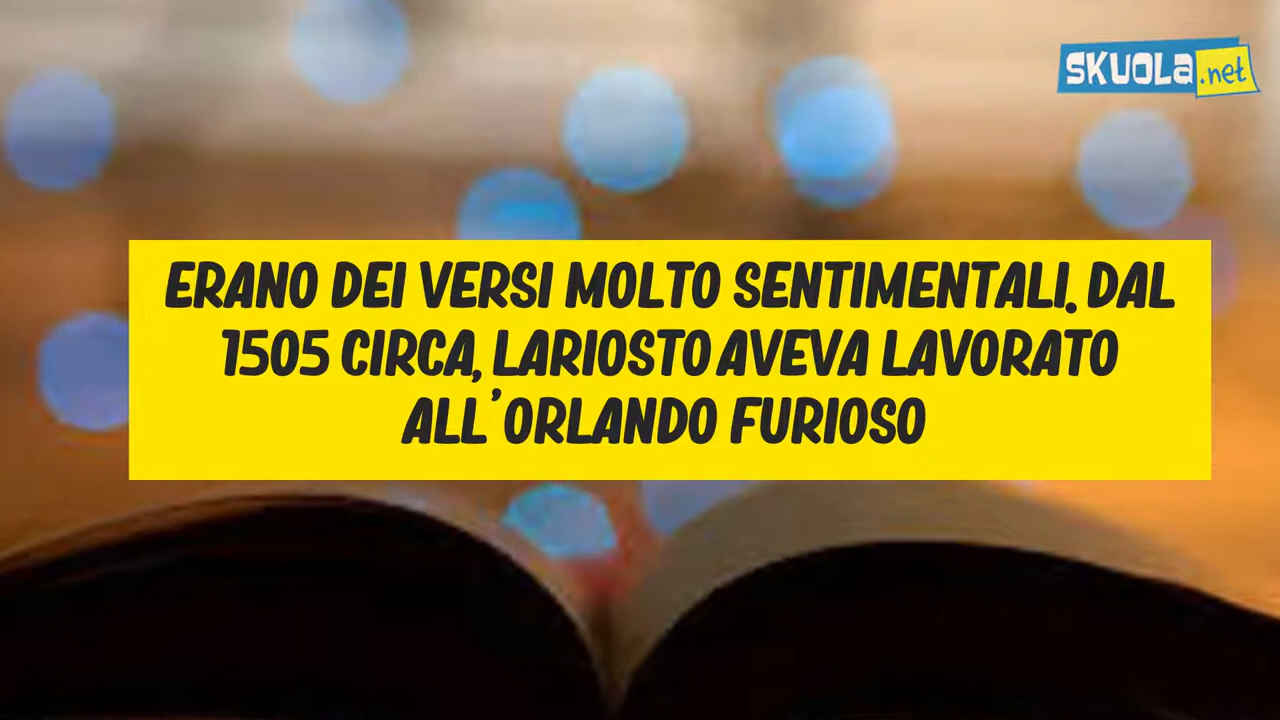 SKUOLA.net
ERANO DEI VERSI MOLTO SENTIMENTALI. DAL
1505 CIRCA, LARIOSTO AVEVA LAVORATO
ALL'ORLANDO FURIOSO